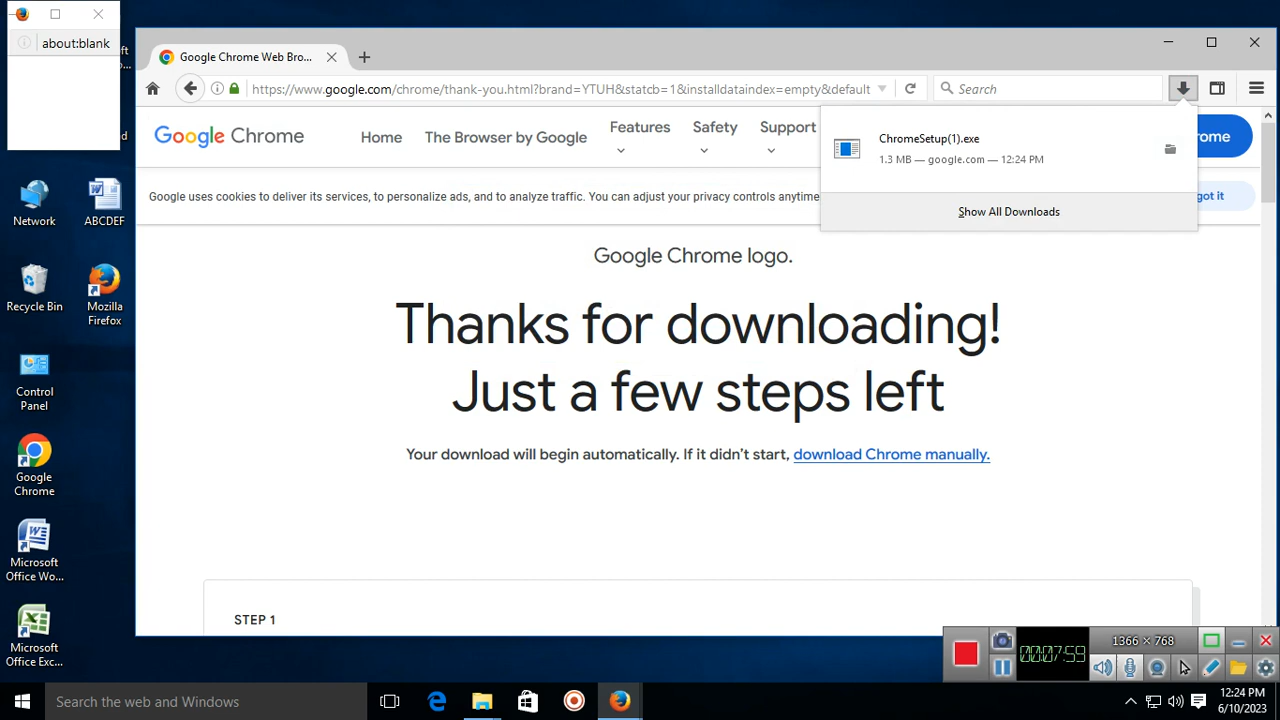 about:blank
Network
ABCDEF
Recycle Bin
Mozilla
Firefox
Control
Panel
Google
Chrome
Microsoft
Office Wo...
Microsoft
Office Exc...
Google Chrome Web Bro...
https://www.google.com/chrome/thank-you.html?brand=YTUH&statcb=1&installdataindex=empty&default
Search
Google Chrome
Home
The Browser by Google
Features
Safety
Support
ome
ChromeSetup(1).exe
1.3 MB — google.com — 12:24 PM
Show All Downloads
Google uses cookies to deliver its services, to personalize ads, and to analyze traffic. You can adjust your privacy controls anytime
got it
Google Chrome logo.
Thanks for downloading!
Just a few steps left
Your download will begin automatically. If it didn't start, download Chrome manually.
STEP 1
1366 × 768
00:07:59
Search the web and Windows
12:24 PM
6/10/2023